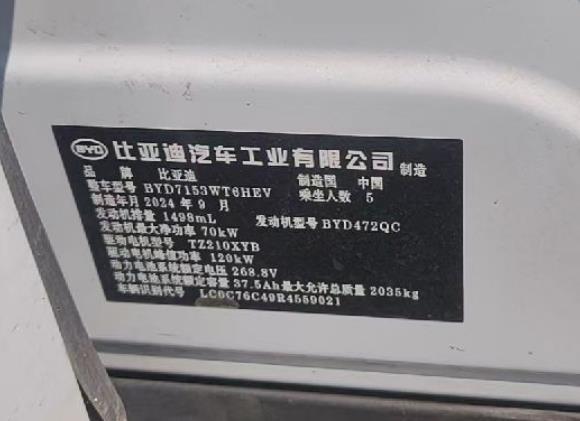 BYD 比亚迪汽车工业有限公司 制造
品 牌 比亚迪 制造国 中国
整车型号 BYD7153WT6HEV 乘坐人数 5
制造年月 2024 年 9 月
发动机排量 1498mL 发动机型号 BYD472QC
发动机最大净功率 70kW
驱动电机型号 TZ210XYB
驱动电机峰值功率 120kW
动力电池系统额定电压 268.8V
动力电池系统额定容量 37.5Ah 最大允许总质量 2035kg
车辆识别代号 LC0C76C49R4559021